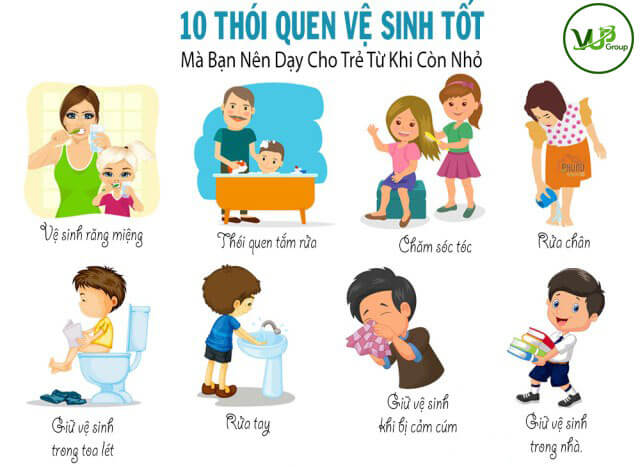 10 THÓI QUEN VỆ SINH TỐT
Mà Bạn Nên Dạy Cho Trẻ Từ Khi Còn Nhỏ
VJB Group
Vệ sinh răng miệng
Thói quen tắm rửa
Chăm sóc tóc
Rửa chân
Giữ vệ sinh
trong toa lét
Rửa tay
Giữ vệ sinh
khi bị cảm cúm
Giữ vệ sinh
trong nhà.